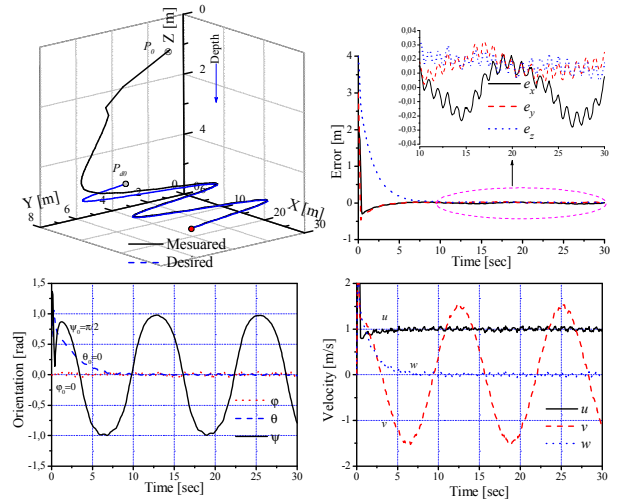 0
2
4
6
Z [m]
P0
Depth
Pd0
Y [m]
8
6
4
2
0
0
10
20
30
X [m]
Mesuared
Desired
4
3
2
1
0
-1
Error [m]
0 5 10 15 20 25 30
Time [sec]
0,04
0,03
0,02
0,01
0,00
-0,01
-0,02
-0,03
-0,04
10 15 20 25 30
ex
ey
ez
1,5
1,0
0,5
0,0
-0,5
-1,0
-1,5
Orientation [rad]
ψ0=π/2
θ0=0
φ0=0
φ
θ
ψ
0 5 10 15 20 25 30
Time [sec]
2
1
0
-1
-2
Velocity [m/s]
u
w
v
u
v
w
0 5 10 15 20 25 30
Time [sec]